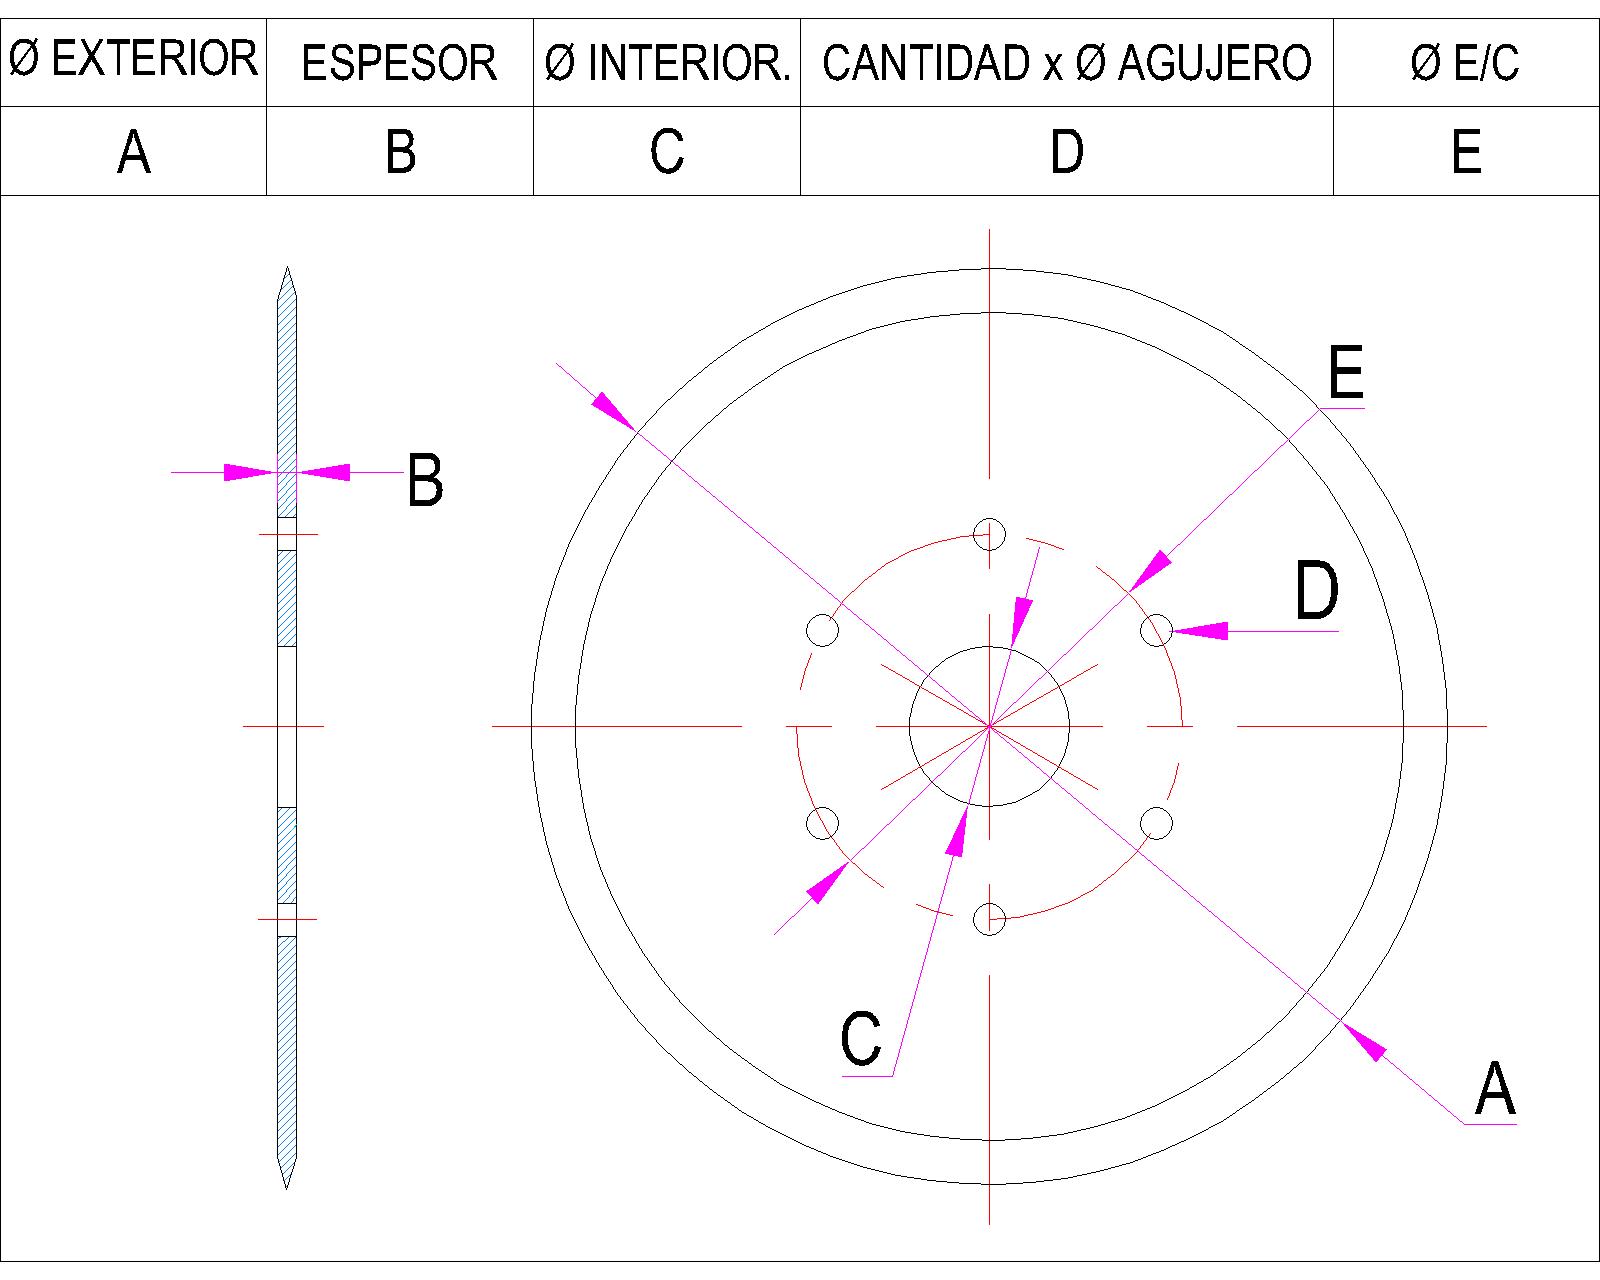 Ø EXTERIOR ESPESOR Ø INTERIOR. CANTIDAD x Ø AGUJERO Ø E/C
A B C D E
E
B
D
C
A